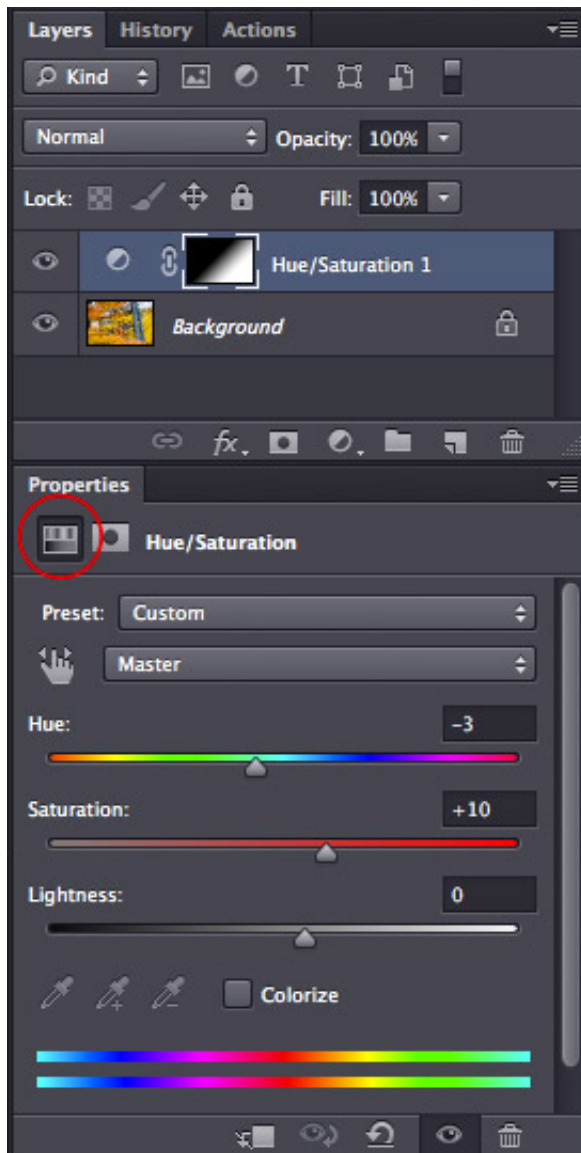 Layers History Actions
Kind T
Normal Opacity: 100%
Lock: Fill: 100%
Hue/Saturation 1
Background
fx.
Properties
Hue/Saturation
Preset: Custom
Master
Hue: -3
Saturation: +10
Lightness: 0
Colorize